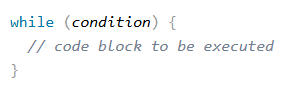 while (condition) {
  // code block to be executed
}